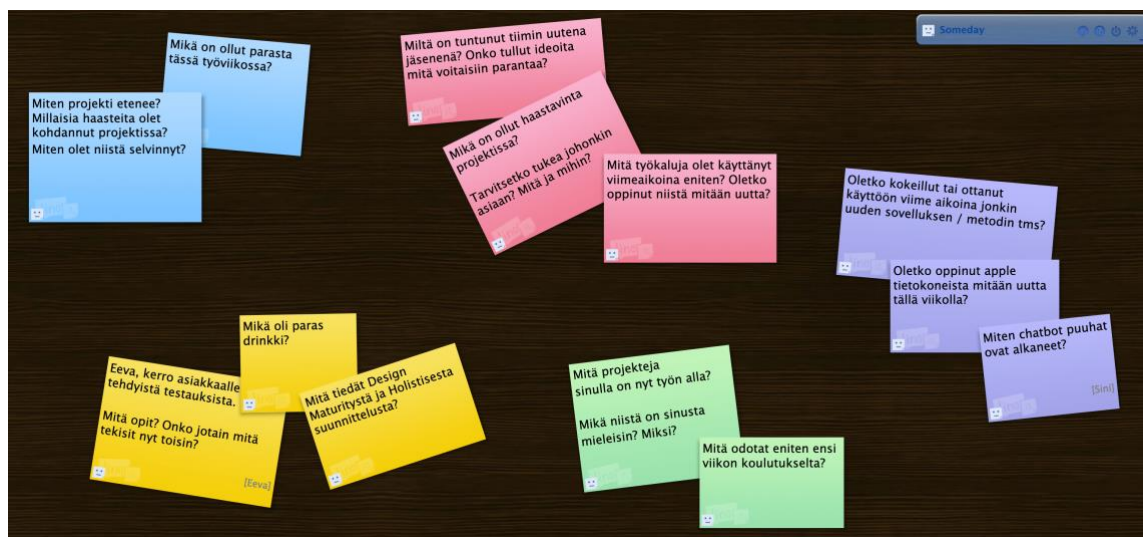 Mikä on ollut parasta
tässä työviikossa?
Miten projekti etenee?
Millaisia haasteita olet
kohdannut projektissa?
Miten olet niistä selvinnyt?
Miltä on tuntunut tiimin uutena
jäsenenä? Onko tullut ideoita
mitä voitaisiin parantaa?
Mikä on ollut haastavinta
projektissa?
Tarvitsetko tukea johonkin
asiaan? Mitä ja mihin?
Mitä työkaluja olet käyttänyt
viimeaikoina eniten? Oletko
oppinut niistä mitään uutta?
Someday
Oletko kokeillut tai ottanut
käyttöön viime aikoina jonkin
uuden sovelluksen / metodin tms?
Oletko oppinut apple
tietokoneista mitään uutta
tällä viikolla?
Miten chatbot puuhat
ovat alkaneet?
[Sini]
Mikä oli paras
drinkki?
Eeva, kerro asiakkaalle
tehdyistä testauksista.
Mitä opit? Onko jotain mitä
tekisit nyt toisin?
[Eeva]
Mitä tiedät Design
Maturitystä ja Holistisesta
suunnittelusta?
Mitä projekteja
sinulla on nyt työn alla?
Mikä niistä on sinusta
mieleisin? Miksi?
Mitä odotat eniten ensi
viikon koulutukselta?